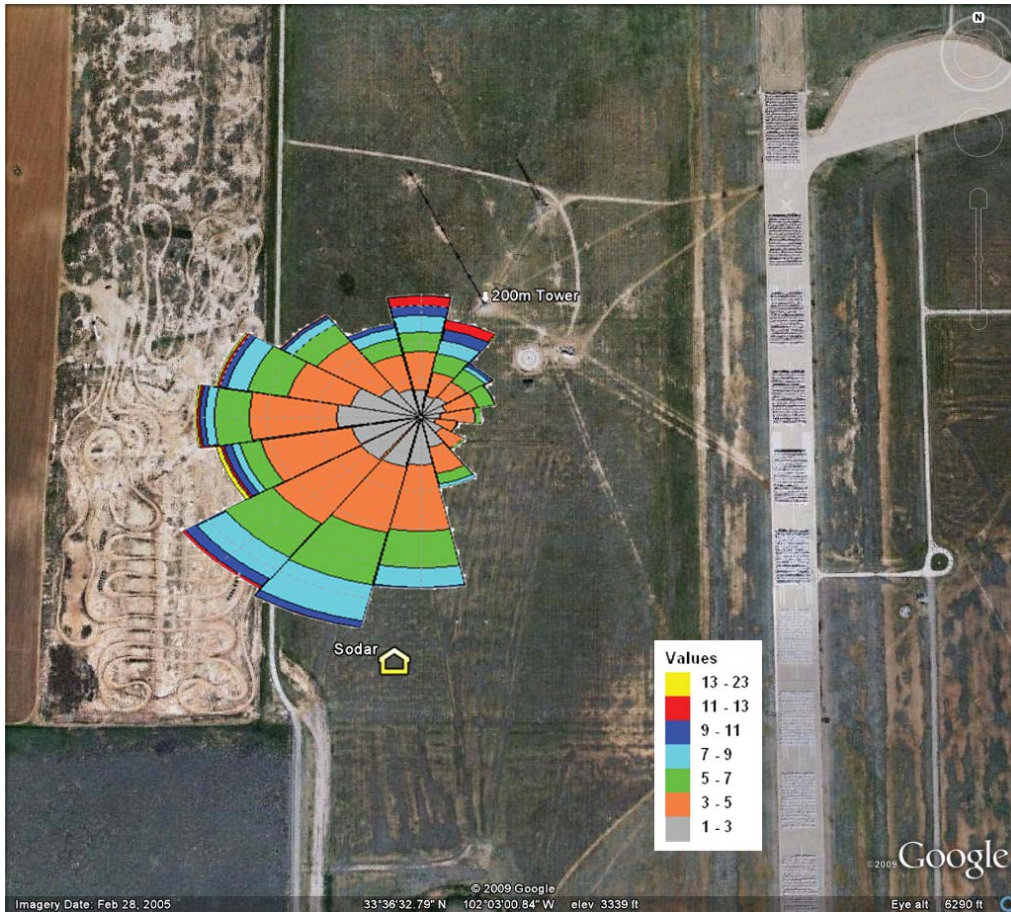 N
200m Tower
Sodar
Values
13 - 23
11 - 13
9 - 11
7 - 9
5 - 7
3 - 5
1 - 3
©2009 Google
© 2009 Google
Imagery Date: Feb 28, 2005 33°36'32.79" N 102°03'00.84" W elev 3339 ft Eye alt 6290 ft